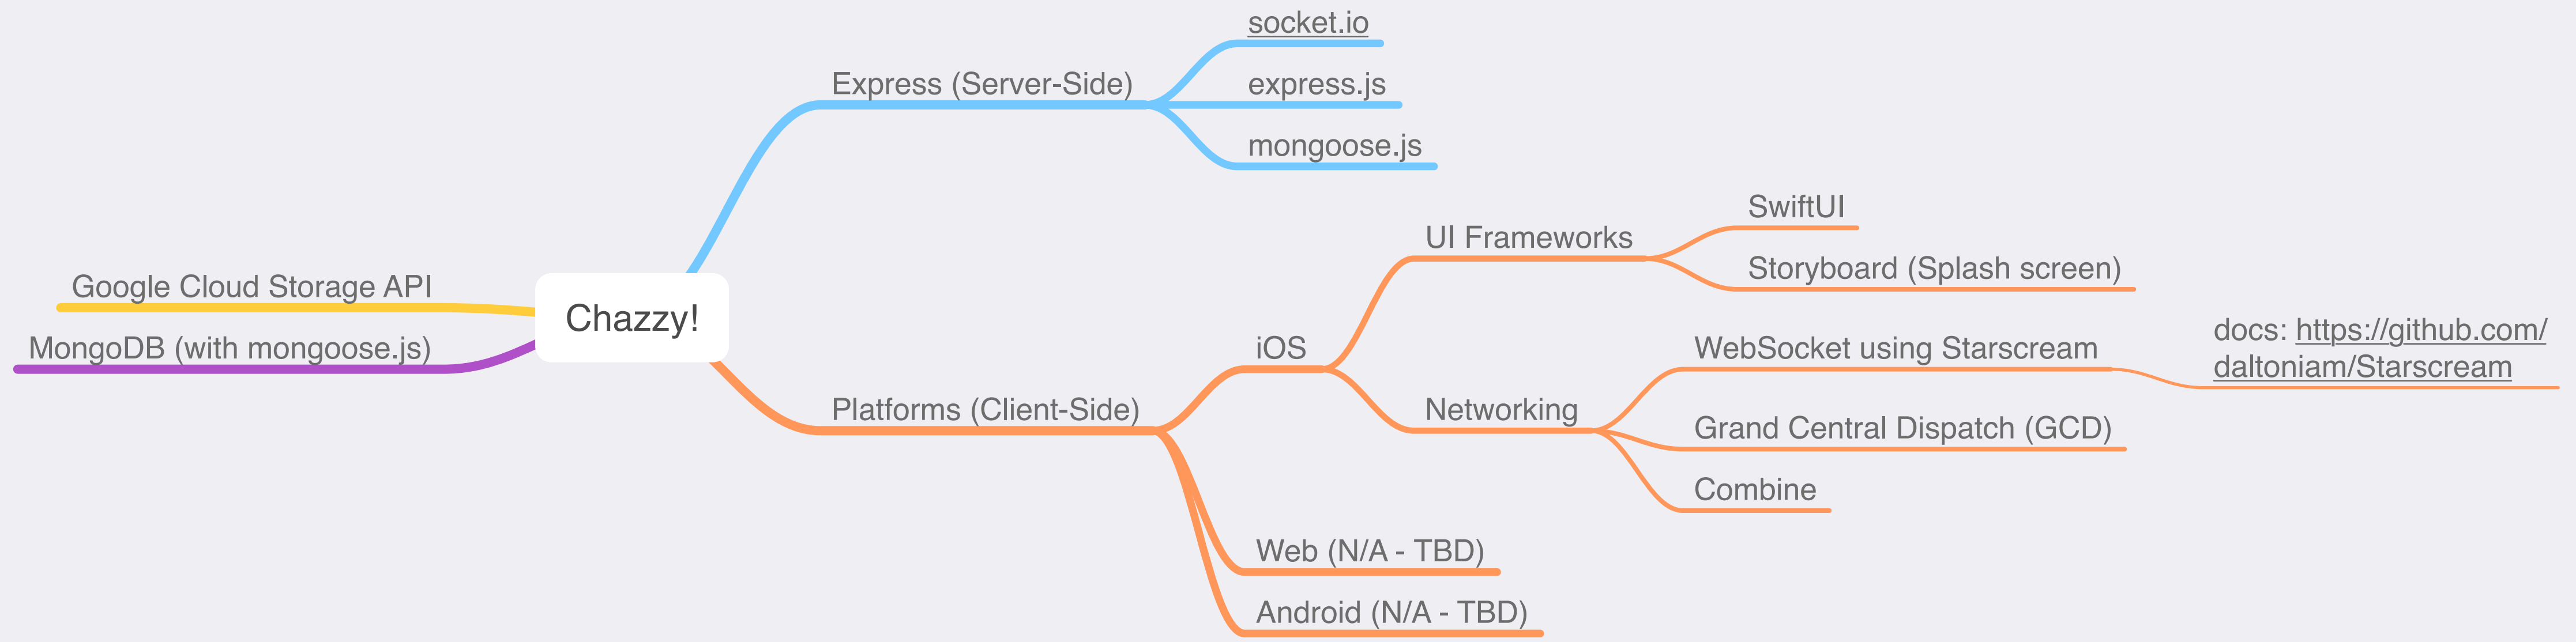 socket.io
Express (Server-Side)
express.js
mongoose.js
SwiftUI
UI Frameworks
Storyboard (Splash screen)
Google Cloud Storage API
Chazzy!
MongoDB (with mongoose.js)
iOS
WebSocket using Starscream
docs: https://github.com/
daltoniam/Starscream
Platforms (Client-Side)
Networking
Grand Central Dispatch (GCD)
Combine
Web (N/A - TBD)
Android (N/A - TBD)